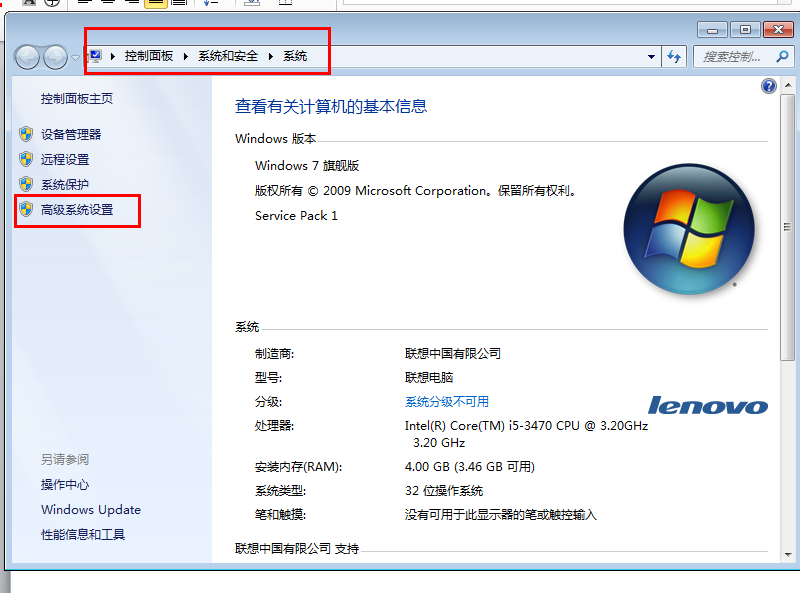 控制面板 ▸ 系统和安全 ▸ 系统
搜索控制...
控制面板主页
设备管理器
远程设置
系统保护
高级系统设置
另请参阅
操作中心
Windows Update
性能信息和工具
查看有关计算机的基本信息
Windows 版本
Windows 7 旗舰版
版权所有 © 2009 Microsoft Corporation。保留所有权利。
Service Pack 1
系统
制造商: 联想中国有限公司
型号: 联想电脑
分级: 系统分级不可用
处理器: Intel(R) Core(TM) i5-3470 CPU @ 3.20GHz
3.20 GHz
安装内存(RAM): 4.00 GB (3.46 GB 可用)
系统类型: 32 位操作系统
笔和触摸: 没有可用于此显示器的笔或触控输入
lenovo
联想中国有限公司 支持